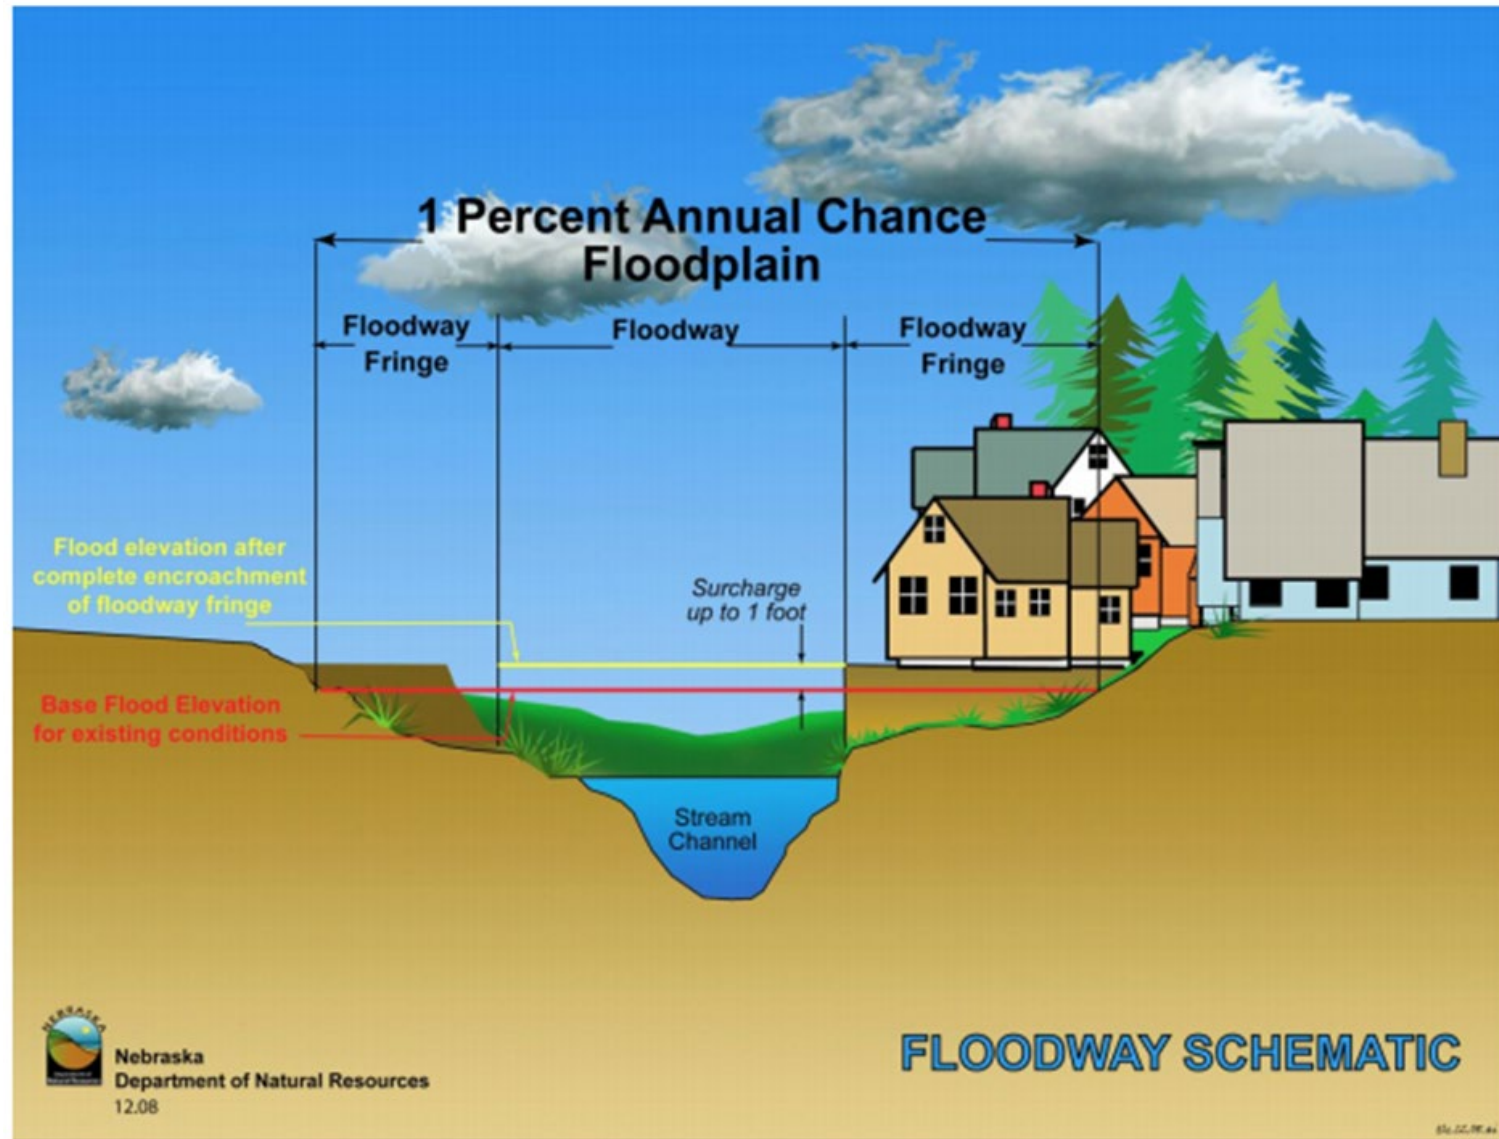 1 Percent Annual Chance
Floodplain
Floodway
Fringe
Floodway
Floodway
Fringe
Flood elevation after
complete encroachment
of floodway fringe
Surcharge
up to 1 foot
Base Flood Elevation
for existing conditions
Stream
Channel
NEBRASKA
Nebraska
Department of Natural Resources
12.08
FLOODWAY SCHEMATIC